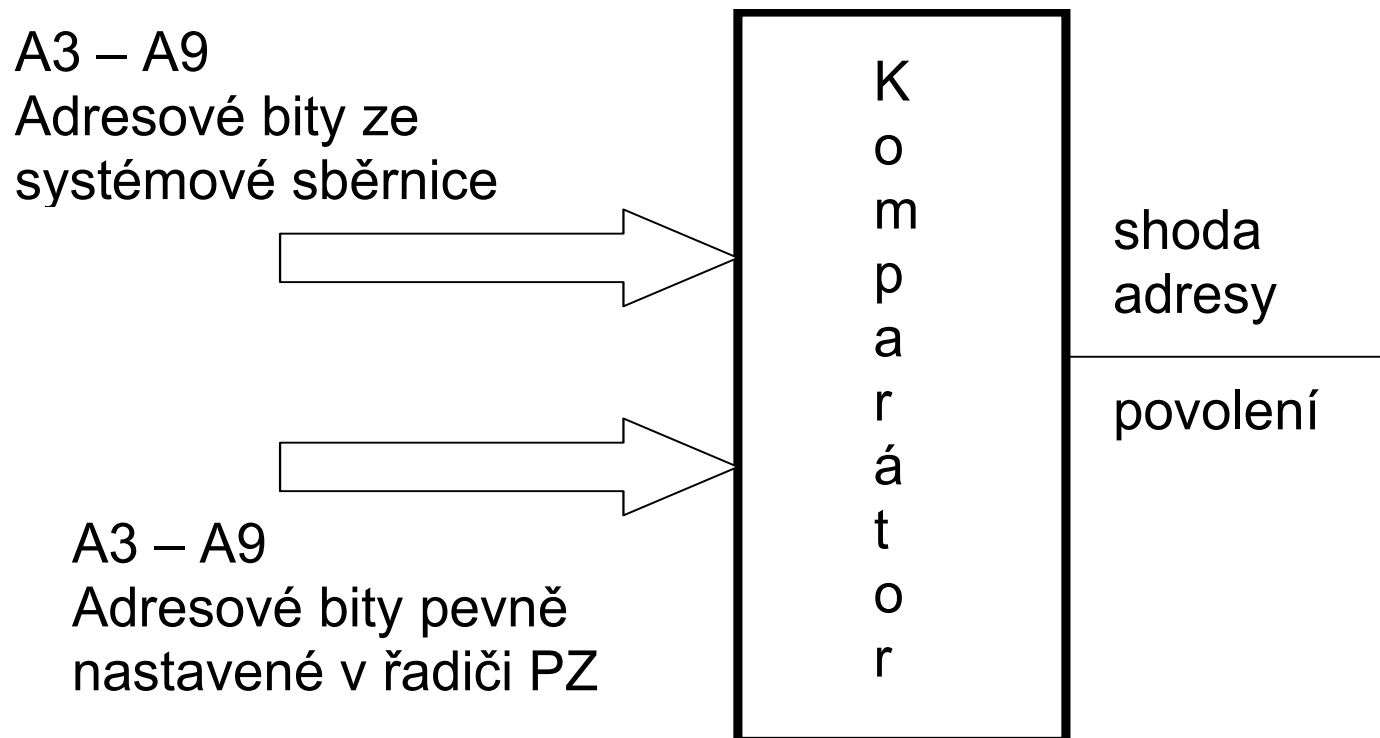 A3 – A9
Adresové bity ze
systémové sběrnice
K
o
m
p
a
r
á
t
o
r
shoda
adresy
povolení
A3 – A9
Adresové bity pevně
nastavené v řadiči PZ